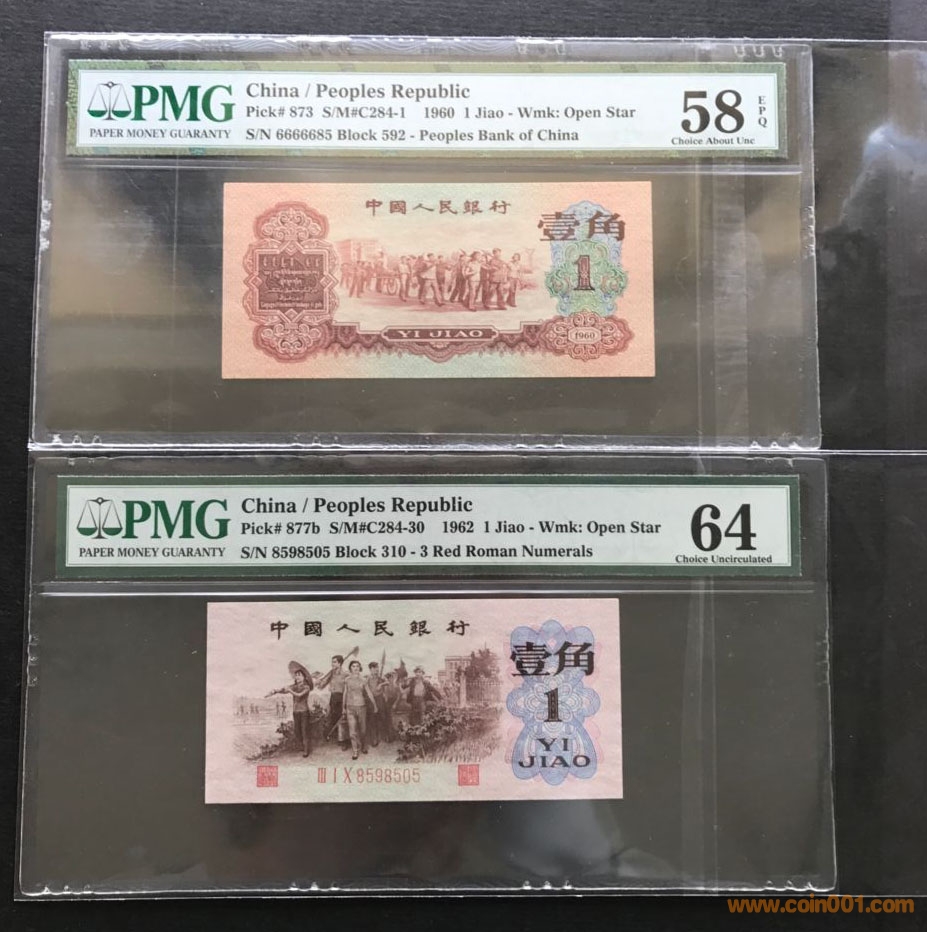 PMG
PAPER MONEY GUARANTY
China / Peoples Republic
Pick# 873 S/M#C284-1 1960 1 Jiao - Wmk: Open Star
S/N 6666685 Block 592 - Peoples Bank of China
58
EPQ
Choice About Unc
中國人民銀行
壹角
1
YI JIAO
1960
PMG
PAPER MONEY GUARANTY
China / Peoples Republic
Pick# 877b S/M#C284-30 1962 1 Jiao - Wmk: Open Star
S/N 8598505 Block 310 - 3 Red Roman Numerals
64
Choice Uncirculated
中國人民銀行
壹角
1
YI
JIAO
III I X 8598505
www.coin001.com